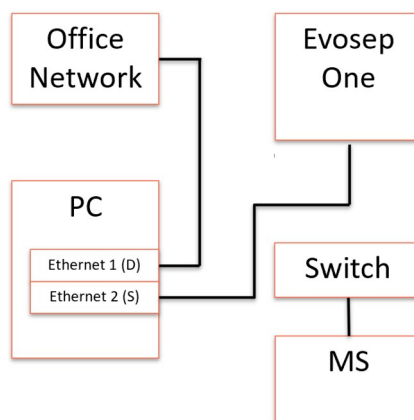 Office
Network
Evosep
One
PC
Ethernet 1 (D)
Ethernet 2 (S)
Switch
MS